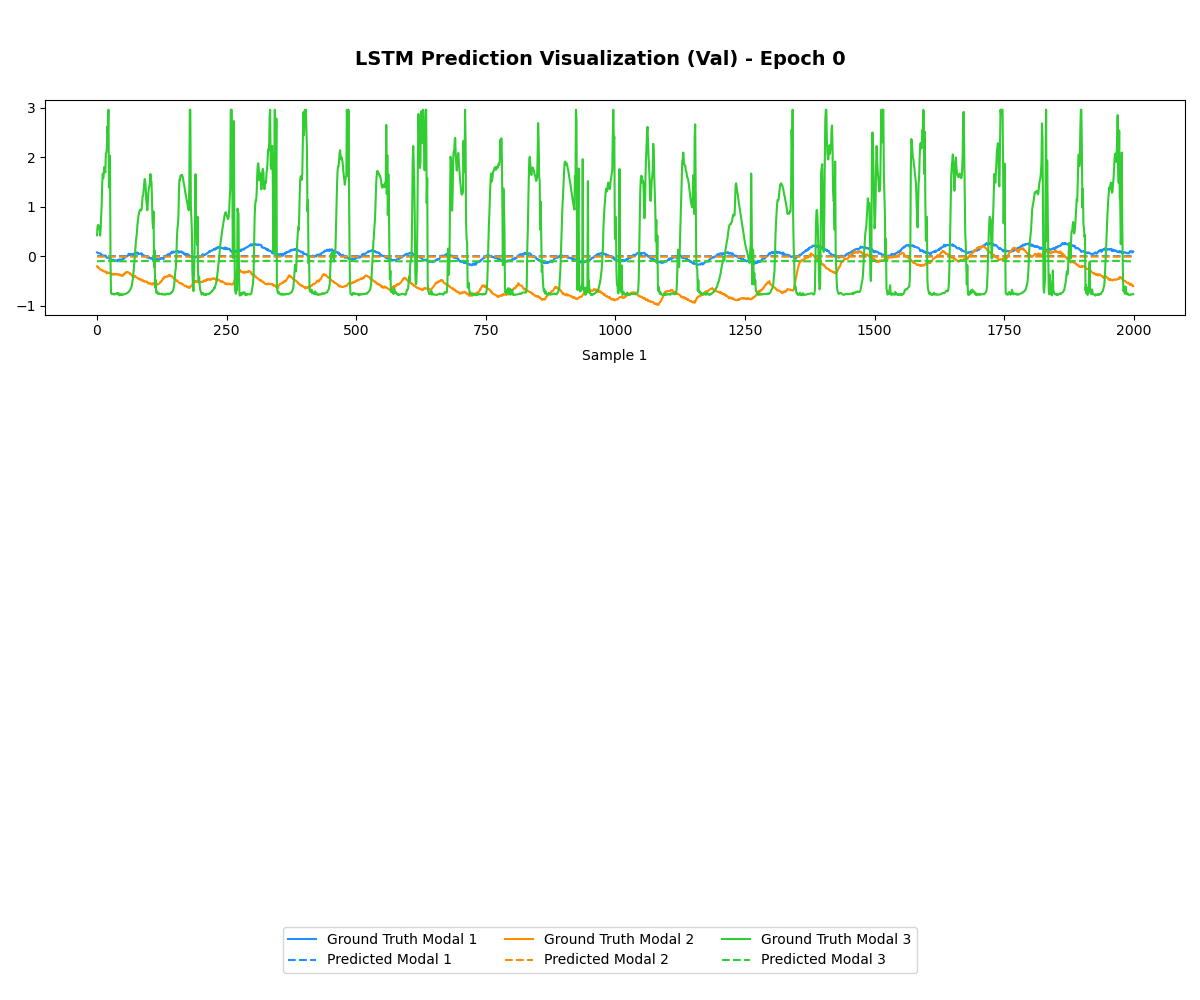 LSTM Prediction Visualization (Val) - Epoch 0
3
2
1
0
−1
0 250 500 750 1000 1250 1500 1750 2000
Sample 1
Ground Truth Modal 1 Ground Truth Modal 2 Ground Truth Modal 3
Predicted Modal 1 Predicted Modal 2 Predicted Modal 3